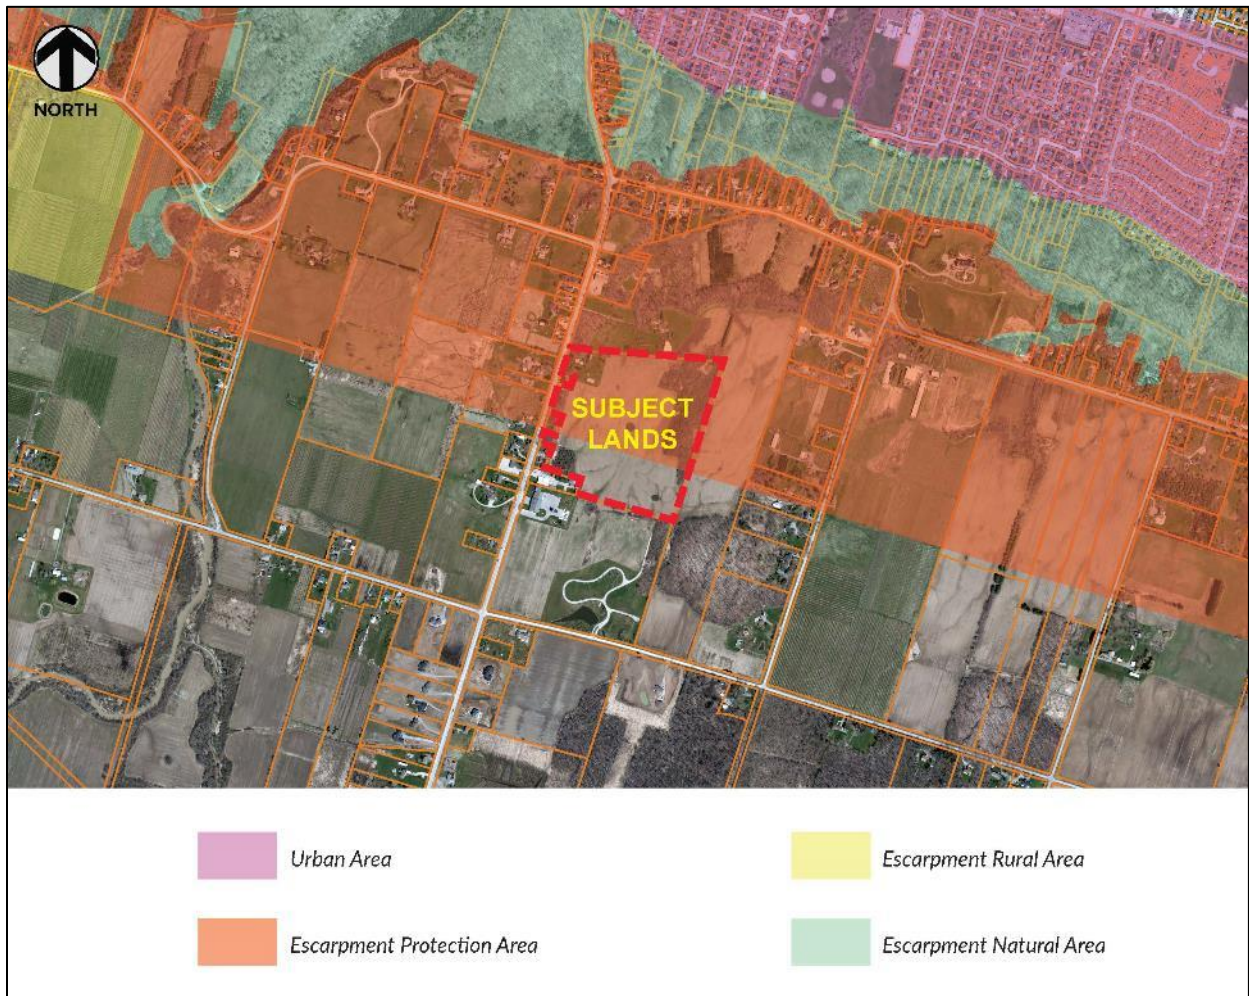 NORTH
SUBJECT
LANDS
Urban Area
Escarpment Rural Area
Escarpment Protection Area
Escarpment Natural Area